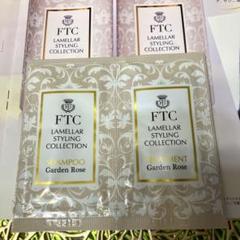 FTC
LAMELLAR
STYLING
COLLECTION
FTC
LAMELLAR
STYLING
COLLECTION
FTC
LAMELLAR
STYLING
COLLECTION
SHAMPOO
Garden Rose
FTC
LAMELLAR
STYLING
COLLECTION
Garden Rose